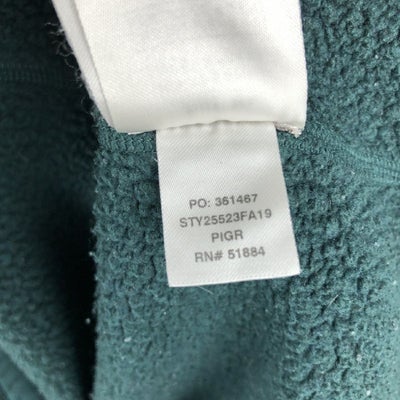 PO: 361467
STY25523FA19
PIGR
RN# 51884